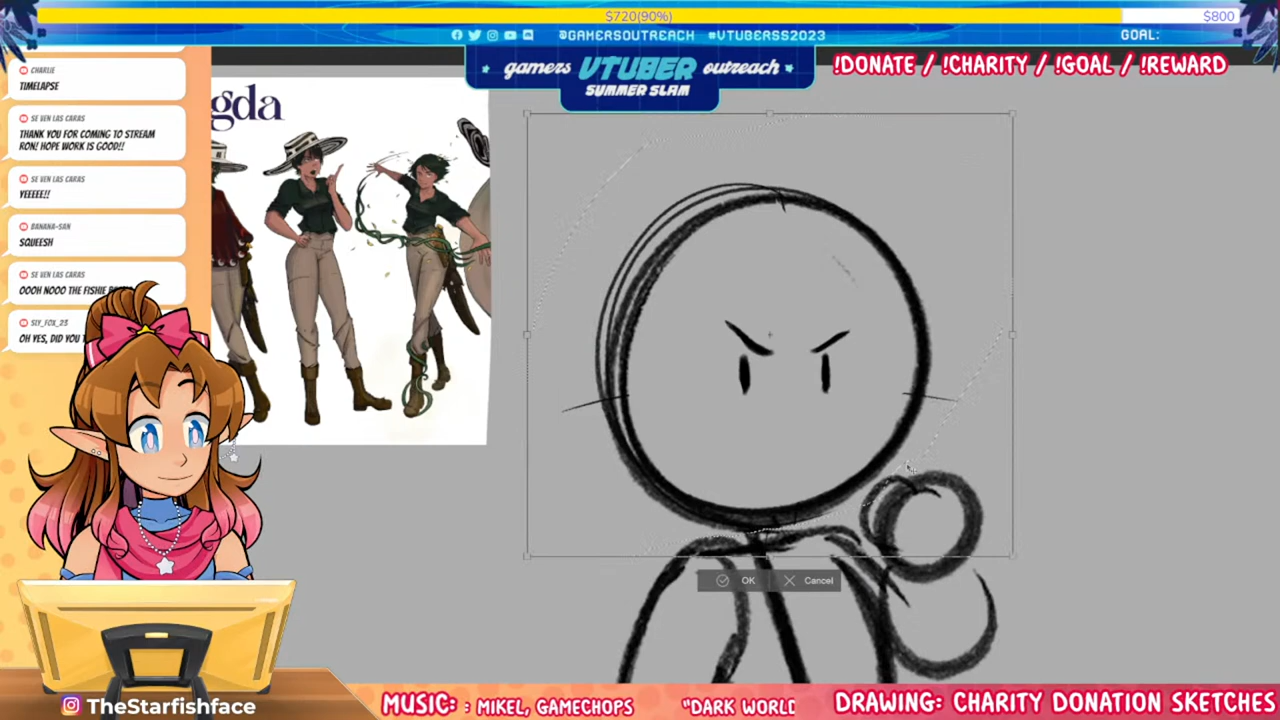 $720(90%)
$800
@GAMERSOUTREACH
#VTUBERSS2023
GOAL:
gamers VTUBER outreach
SUMMER SLAM
!DONATE / !CHARITY / !GOAL / !REWARD
CHARLIE
TIMELAPSE
SE VEN LAS CARAS
THANK YOU FOR COMING TO STREAM
RON! HOPE WORK IS GOOD!!
SE VEN LAS CARAS
YEEEEE!!
BANANA-SAN
SQUEESH
SE VEN LAS CARAS
OOOH NOOO THE FISHIE
SLY_FOX_23
OH YES, DID YOU
gda
OK
Cancel
TheStarfishface
MUSIC: : MIKEL, GAMECHOPS "DARK WORLD
DRAWING: CHARITY DONATION SKETCHES